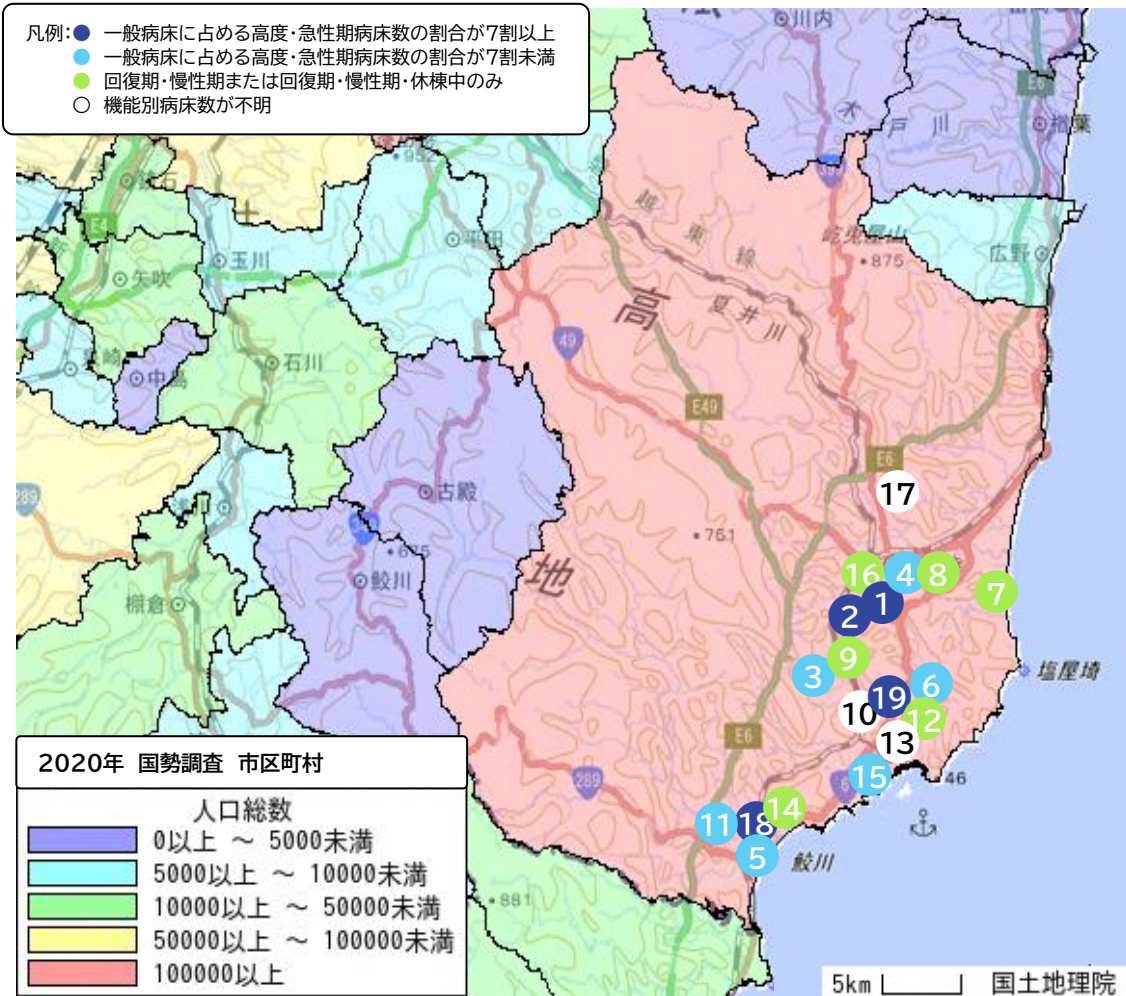 凡例:● 一般病床に占める高度・急性期病床数の割合が7割以上
● 一般病床に占める高度・急性期病床数の割合が7割未満
● 回復期・慢性期または回復期・慢性期・休棟中のみ
○ 機能別病床数が不明
川内
E6
木戸川
楢葉
952
E4
平田
玉川
矢吹
広野
875
越東線
夏井川
高
49
石川
中島
E49
E6
17
289
古殿
675
鮫川
761
地
棚倉
16
4
8
7
1
2
9
3
塩屋埼
19
6
10
12
13
E6
15
6
46
289
14
11
18
5
鮫川
881
2020年 国勢調査 市区町村
人口総数
0以上 ~ 5000未満
5000以上 ~ 10000未満
10000以上 ~ 50000未満
50000以上 ~ 100000未満
100000以上
5km
国土地理院